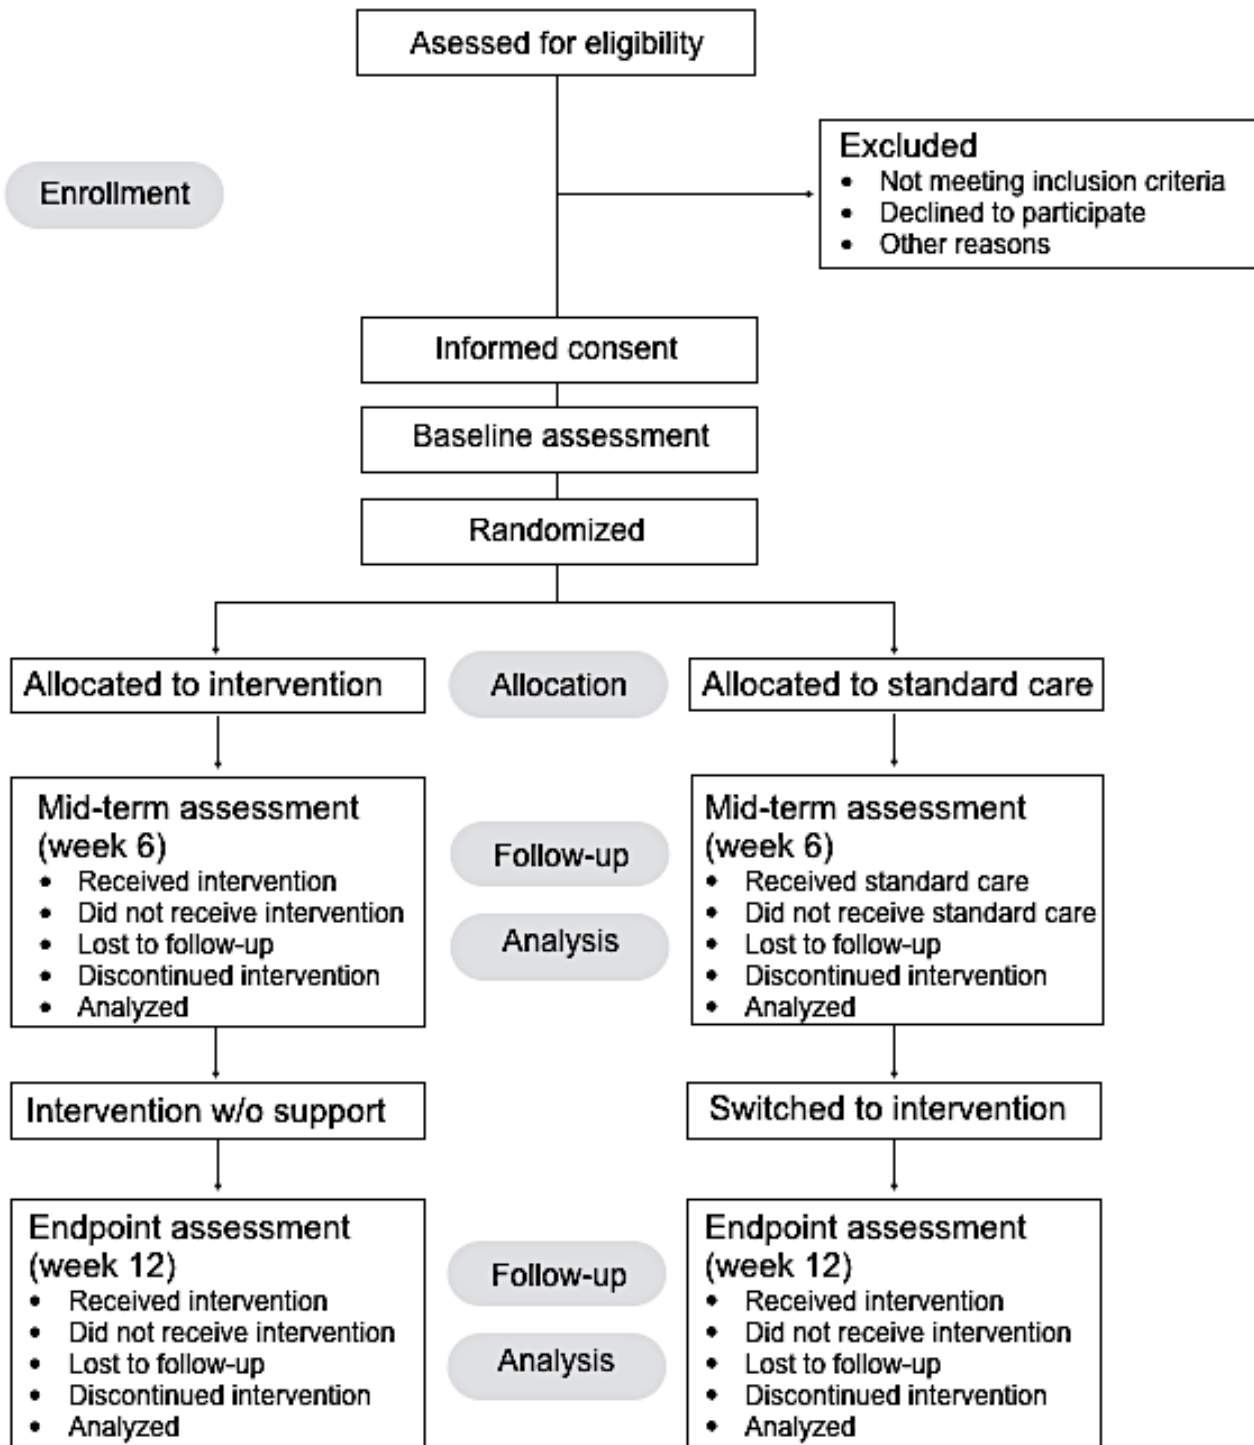 Asessed for eligibility
Enrollment
Excluded
• Not meeting inclusion criteria
• Declined to participate
• Other reasons
Informed consent
Baseline assessment
Randomized
Allocated to intervention
Allocation
Allocated to standard care
Mid-term assessment
(week 6)
• Received intervention
• Did not receive intervention
• Lost to follow-up
• Discontinued intervention
• Analyzed
Follow-up
Analysis
Mid-term assessment
(week 6)
• Received standard care
• Did not receive standard care
• Lost to follow-up
• Discontinued intervention
• Analyzed
Intervention w/o support
Switched to intervention
Endpoint assessment
(week 12)
• Received intervention
• Did not receive intervention
• Lost to follow-up
• Discontinued intervention
• Analyzed
Follow-up
Analysis
Endpoint assessment
(week 12)
• Received intervention
• Did not receive intervention
• Lost to follow-up
• Discontinued intervention
• Analyzed